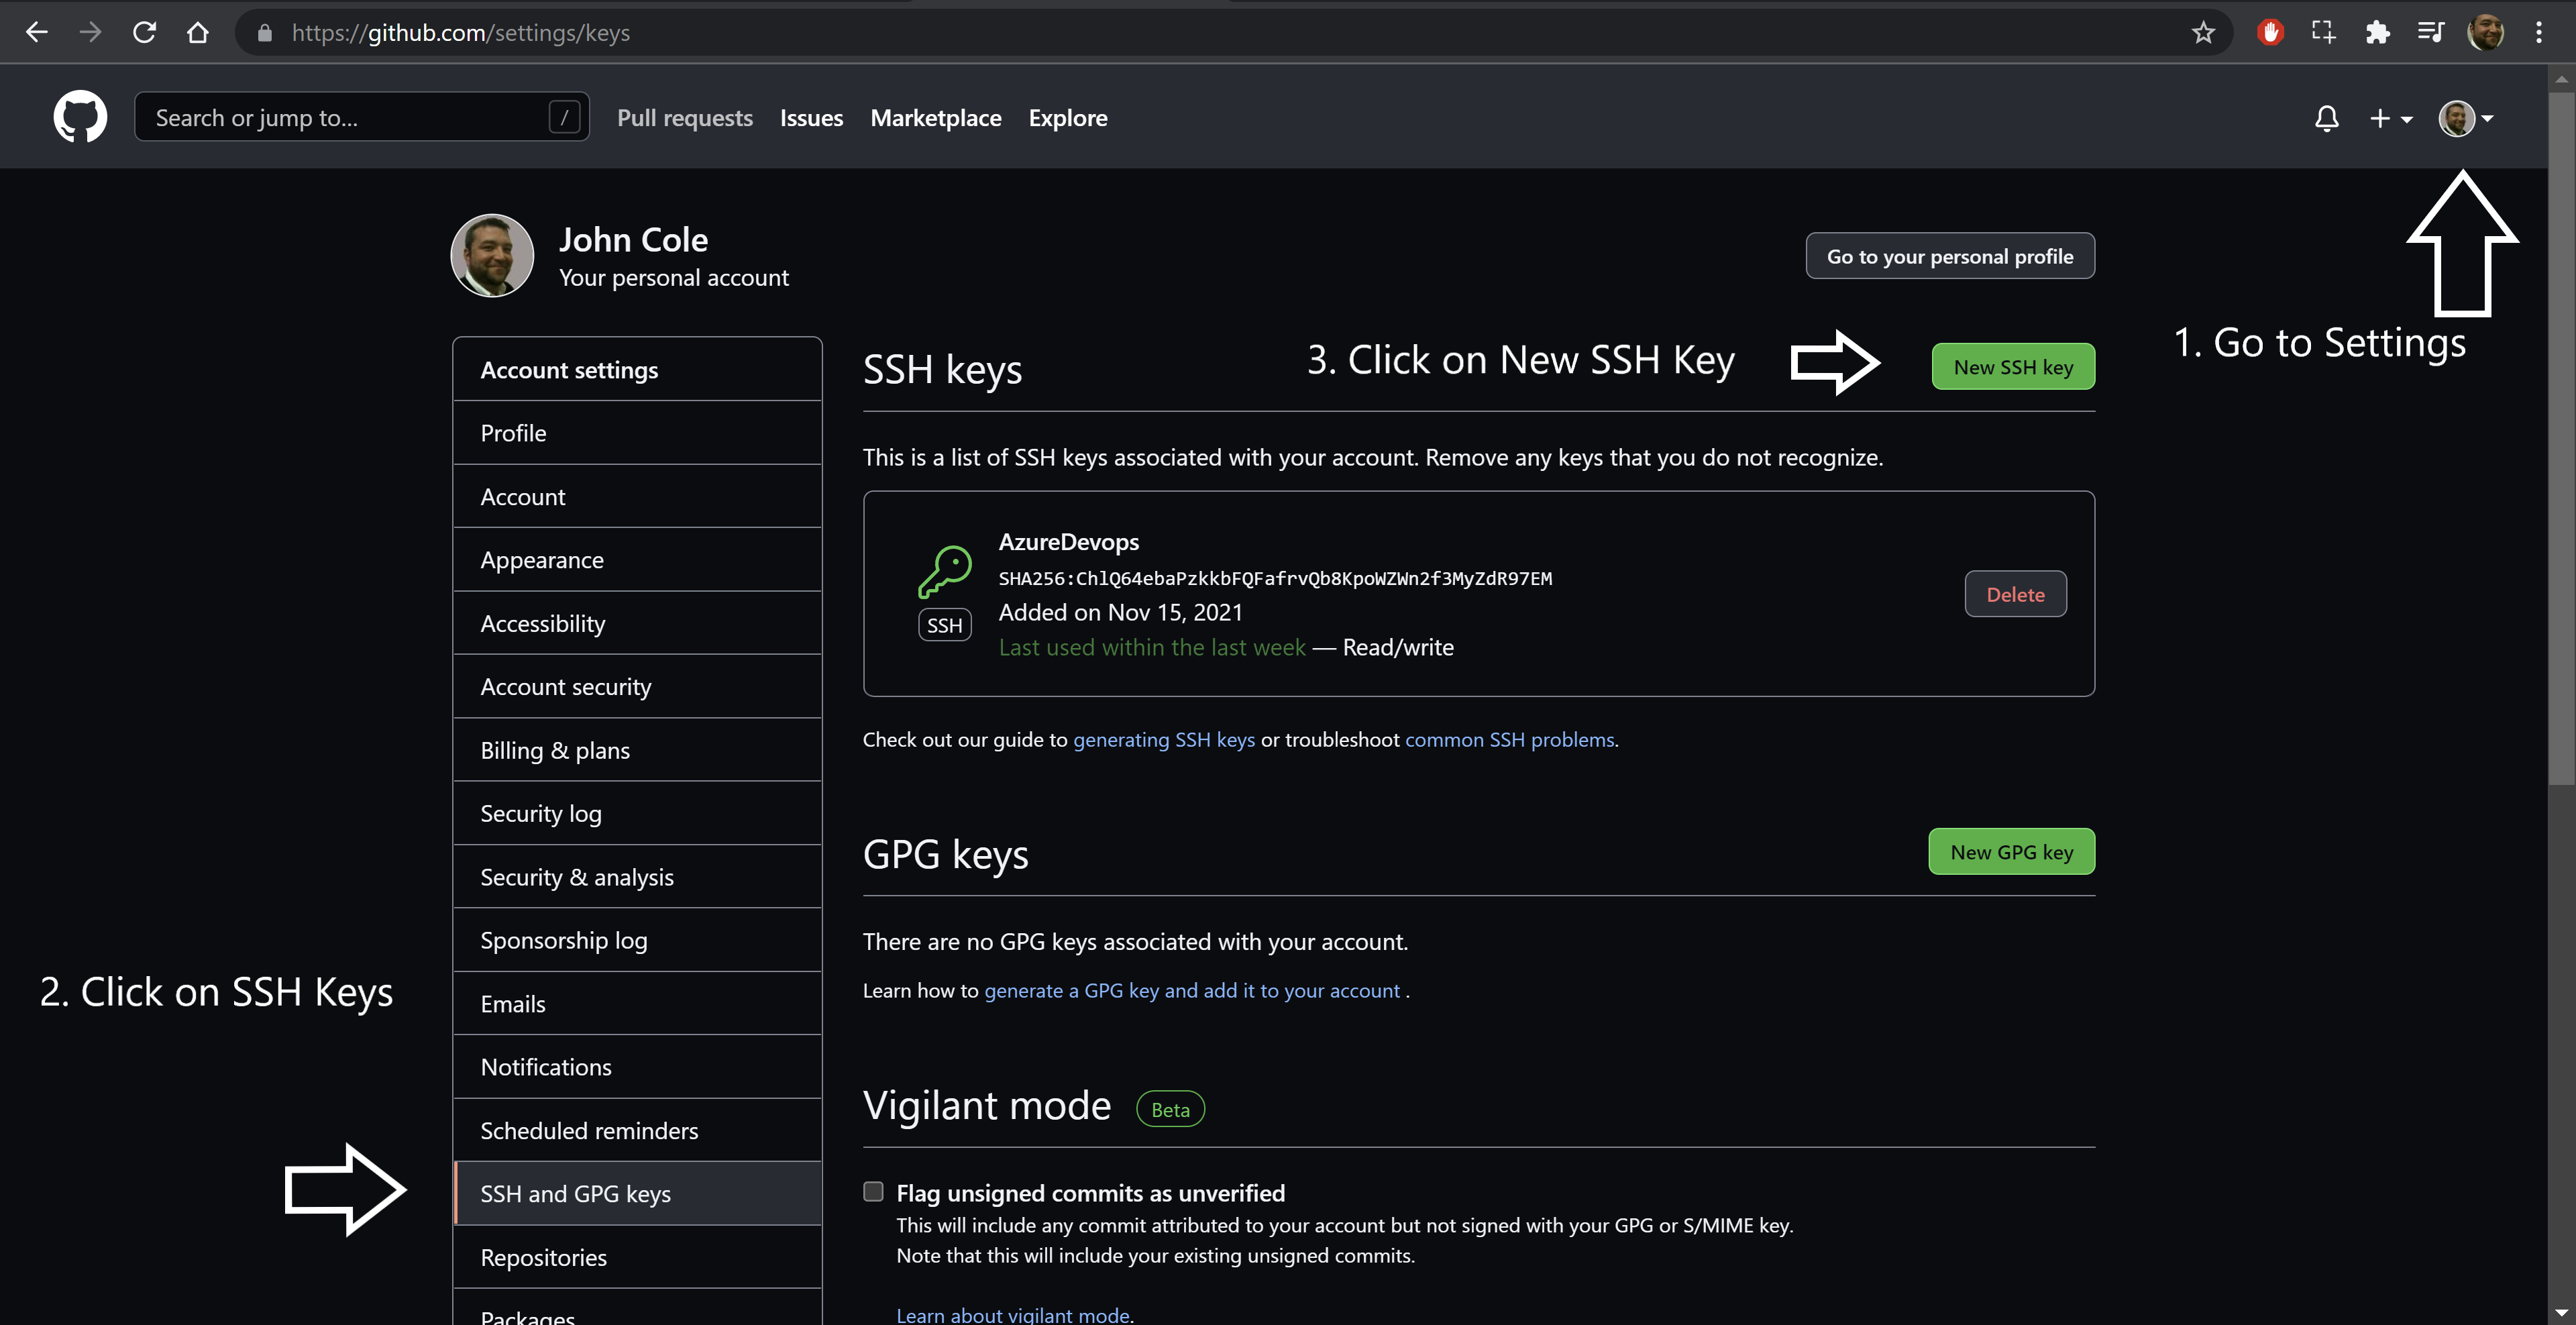 https://github.com/settings/keys
Search or jump to... /
Pull requests Issues Marketplace Explore
John Cole
Your personal account
Go to your personal profile
1. Go to Settings
Account settings
Profile
Account
Appearance
Accessibility
Account security
Billing & plans
Security log
Security & analysis
Sponsorship log
Emails
Notifications
Scheduled reminders
SSH and GPG keys
Repositories
Packages
2. Click on SSH Keys
SSH keys
3. Click on New SSH Key
New SSH key
This is a list of SSH keys associated with your account. Remove any keys that you do not recognize.
AzureDevops
SHA256:ChlQ64ebaPzkkbFQFafrvQb8KpoWZWn2f3MyZdR97EM
Added on Nov 15, 2021
Last used within the last week — Read/write
SSH
Delete
Check out our guide to generating SSH keys or troubleshoot common SSH problems.
GPG keys
New GPG key
There are no GPG keys associated with your account.
Learn how to generate a GPG key and add it to your account .
Vigilant mode Beta
Flag unsigned commits as unverified
This will include any commit attributed to your account but not signed with your GPG or S/MIME key.
Note that this will include your existing unsigned commits.
Learn about vigilant mode.